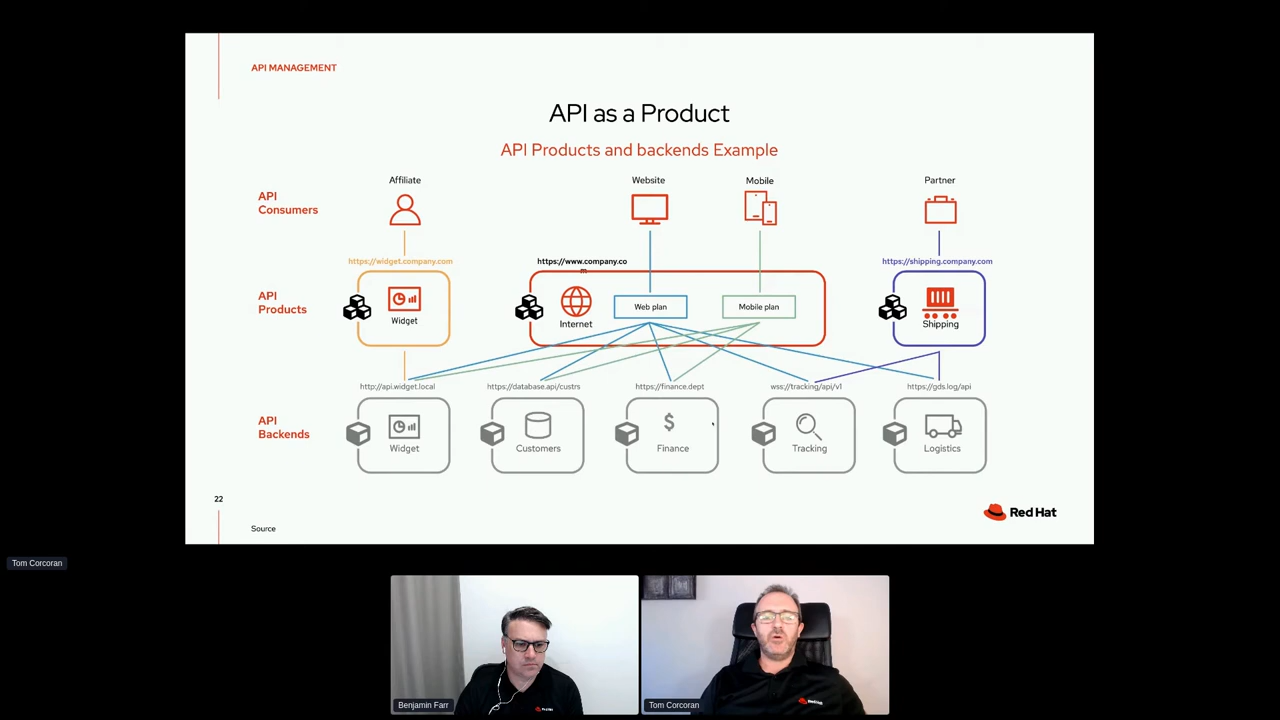 API MANAGEMENT
API as a Product
API Products and backends Example
Affiliate
Website
Mobile
Partner
API
Consumers
https://widget.company.com
https://www.company.co
m
https://shipping.company.com
API
Products
Widget
Internet
Web plan
Mobile plan
Shipping
http://api.widget.local
https://database.api/custrs
https://finance.dept
wss://tracking/api/v1
https://gds.log/api
API
Backends
Widget
Customers
$
Finance
Tracking
Logistics
22
Source
Red Hat
Tom Corcoran
Benjamin Farr
Tom Corcoran